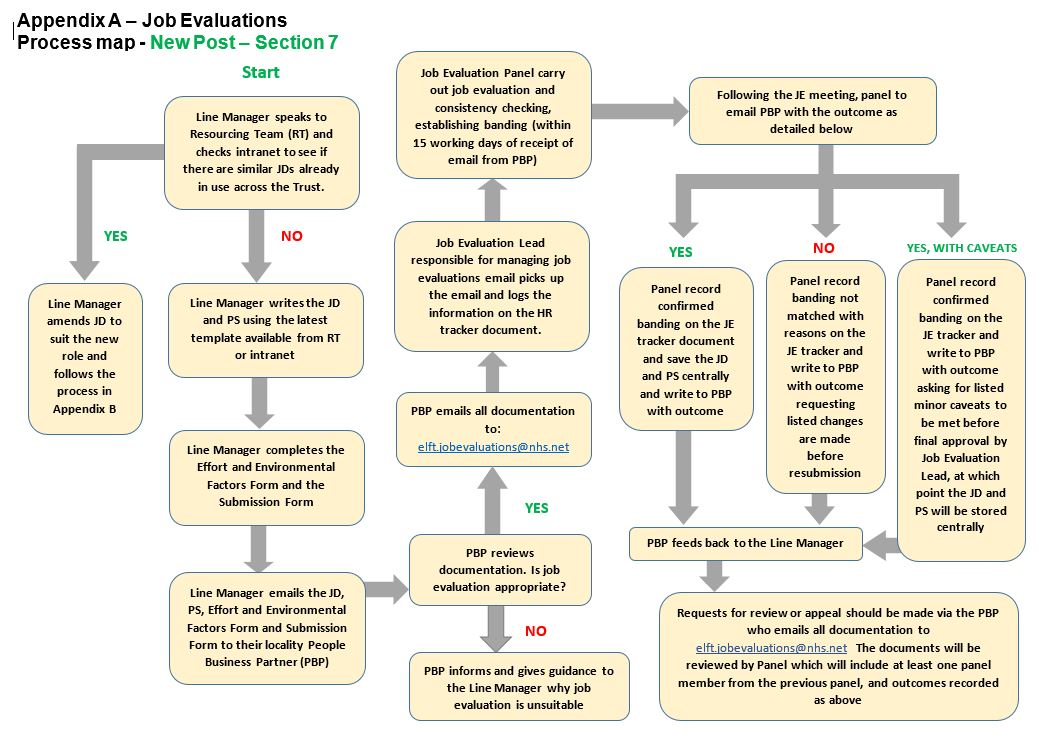 Appendix A – Job Evaluations
Process map - New Post – Section 7
Start
Line Manager speaks to
Resourcing Team (RT) and
checks intranet to see if
there are similar JDs already
in use across the Trust.
YES
NO
Line Manager
amends JD to
suit the new
role and
follows the
process in
Appendix B
Line Manager writes the JD
and PS using the latest
template available from RT
or intranet
Line Manager completes the
Effort and Environmental
Factors Form and the
Submission Form
Line Manager emails the JD,
PS, Effort and Environmental
Factors Form and Submission
Form to their locality People
Business Partner (PBP)
PBP reviews
documentation. Is job
evaluation appropriate?
NO
PBP informs and gives guidance to
the Line Manager why job
evaluation is unsuitable
YES
PBP emails all documentation
to:
elft.jobevaluations@nhs.net
Job Evaluation Lead
responsible for managing job
evaluations email picks up
the email and logs the
information on the HR
tracker document.
Job Evaluation Panel carry
out job evaluation and
consistency checking,
establishing banding (within
15 working days of receipt of
email from PBP)
Following the JE meeting, panel to
email PBP with the outcome as
detailed below
YES
Panel record
confirmed
banding on the JE
tracker document
and save the JD
and PS centrally
and write to PBP
with outcome
NO
Panel record
banding not
matched with
reasons on the
JE tracker and
write to PBP
with outcome
requesting
listed changes
are made
before
resubmission
YES, WITH CAVEATS
Panel record
confirmed
banding on the
JE tracker and
write to PBP
with outcome
asking for listed
minor caveats to
be met before
final approval by
Job Evaluation
Lead, at which
point the JD and
PS will be stored
centrally
PBP feeds back to the Line Manager
Requests for review or appeal should be made via the PBP
who emails all documentation to
elft.jobevaluations@nhs.net The documents will be
reviewed by Panel which will include at least one panel
member from the previous panel, and outcomes recorded
as above